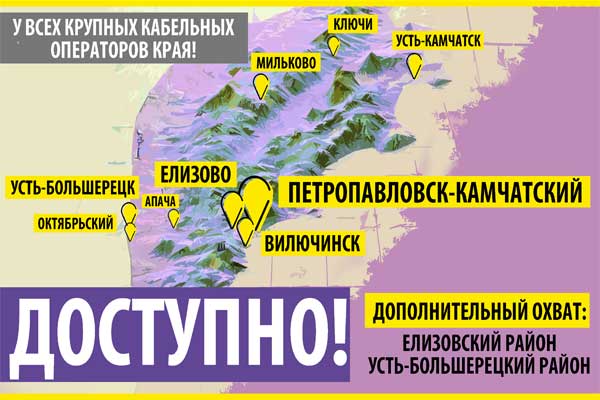 У ВСЕХ КРУПНЫХ КАБЕЛЬНЫХ
ОПЕРАТОРОВ КРАЯ!
КЛЮЧИ
УСТЬ-КАМЧАТСК
МИЛЬКОВО
ЕЛИЗОВО
УСТЬ-БОЛЬШЕРЕЦК
АПАЧА
ПЕТРОПАВЛОВСК-КАМЧАТСКИЙ
ОКТЯБРЬСКИЙ
ВИЛЮЧИНСК
ДОСТУПНО!
ДОПОЛНИТЕЛЬНЫЙ ОХВАТ:
ЕЛИЗОВСКИЙ РАЙОН
УСТЬ-БОЛЬШЕРЕЦКИЙ РАЙОН